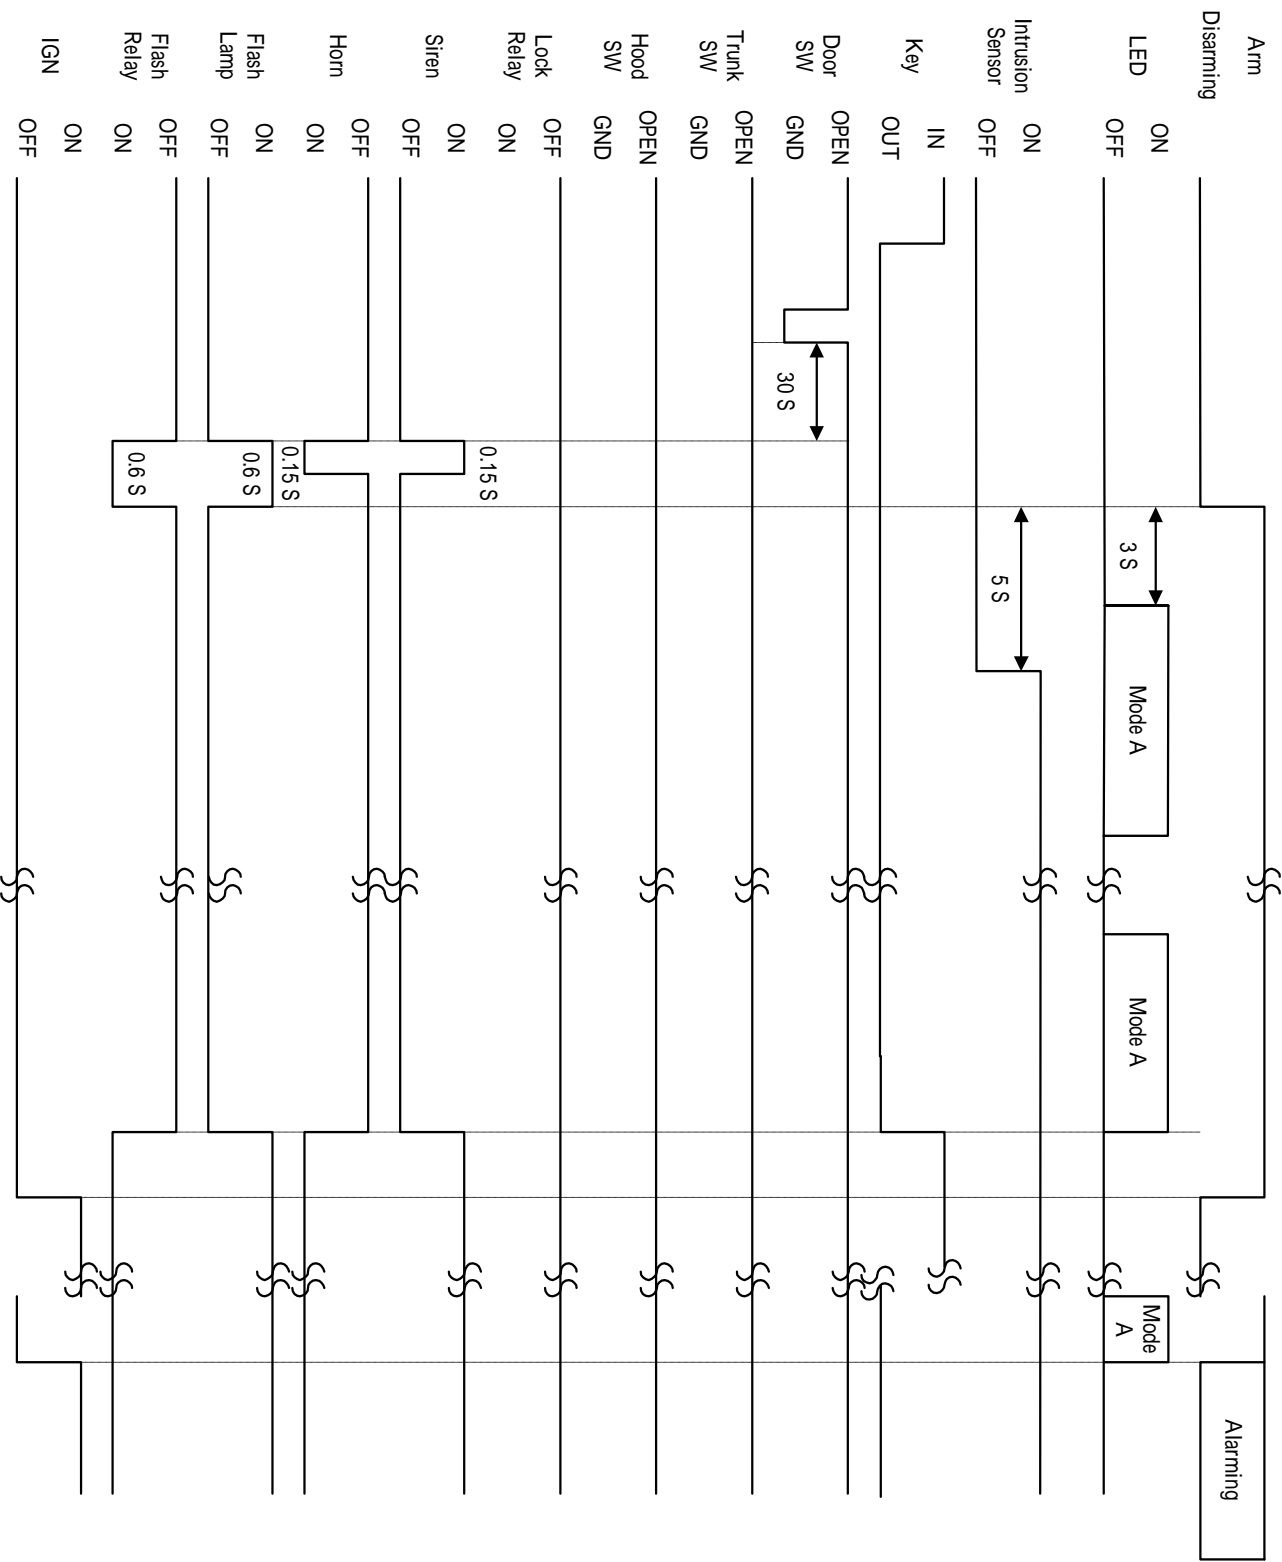 Arm
Disarming
LED
ON
OFF
3 S
Mode A
Mode A
Mode
A
Alarming
Intrusion
Sensor
ON
OFF
5 S
Key
IN
OUT
Door
SW
OPEN
GND
30 S
Trunk
SW
OPEN
GND
Hood
SW
OPEN
GND
Lock
Relay
OFF
ON
Siren
ON
OFF
0.15 S
Horn
OFF
ON
0.15 S
Flash
Lamp
ON
OFF
0.6 S
Flash
Relay
OFF
ON
0.6 S
IGN
ON
OFF